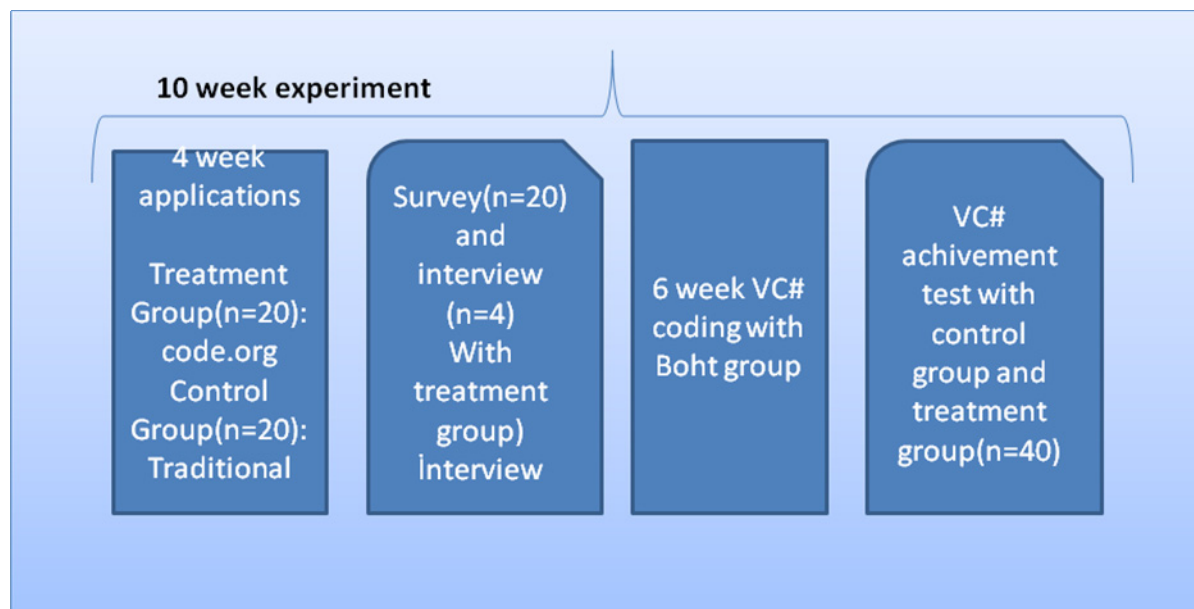 10 week experiment
4 week
applications
Treatment
Group(n=20):
code.org
Control
Group(n=20):
Traditional
Survey(n=20)
and
interview
(n=4)
With
treatment
group)
İnterview
6 week VC#
coding with
Boht group
VC#
achivement
test with
control
group and
treatment
group(n=40)